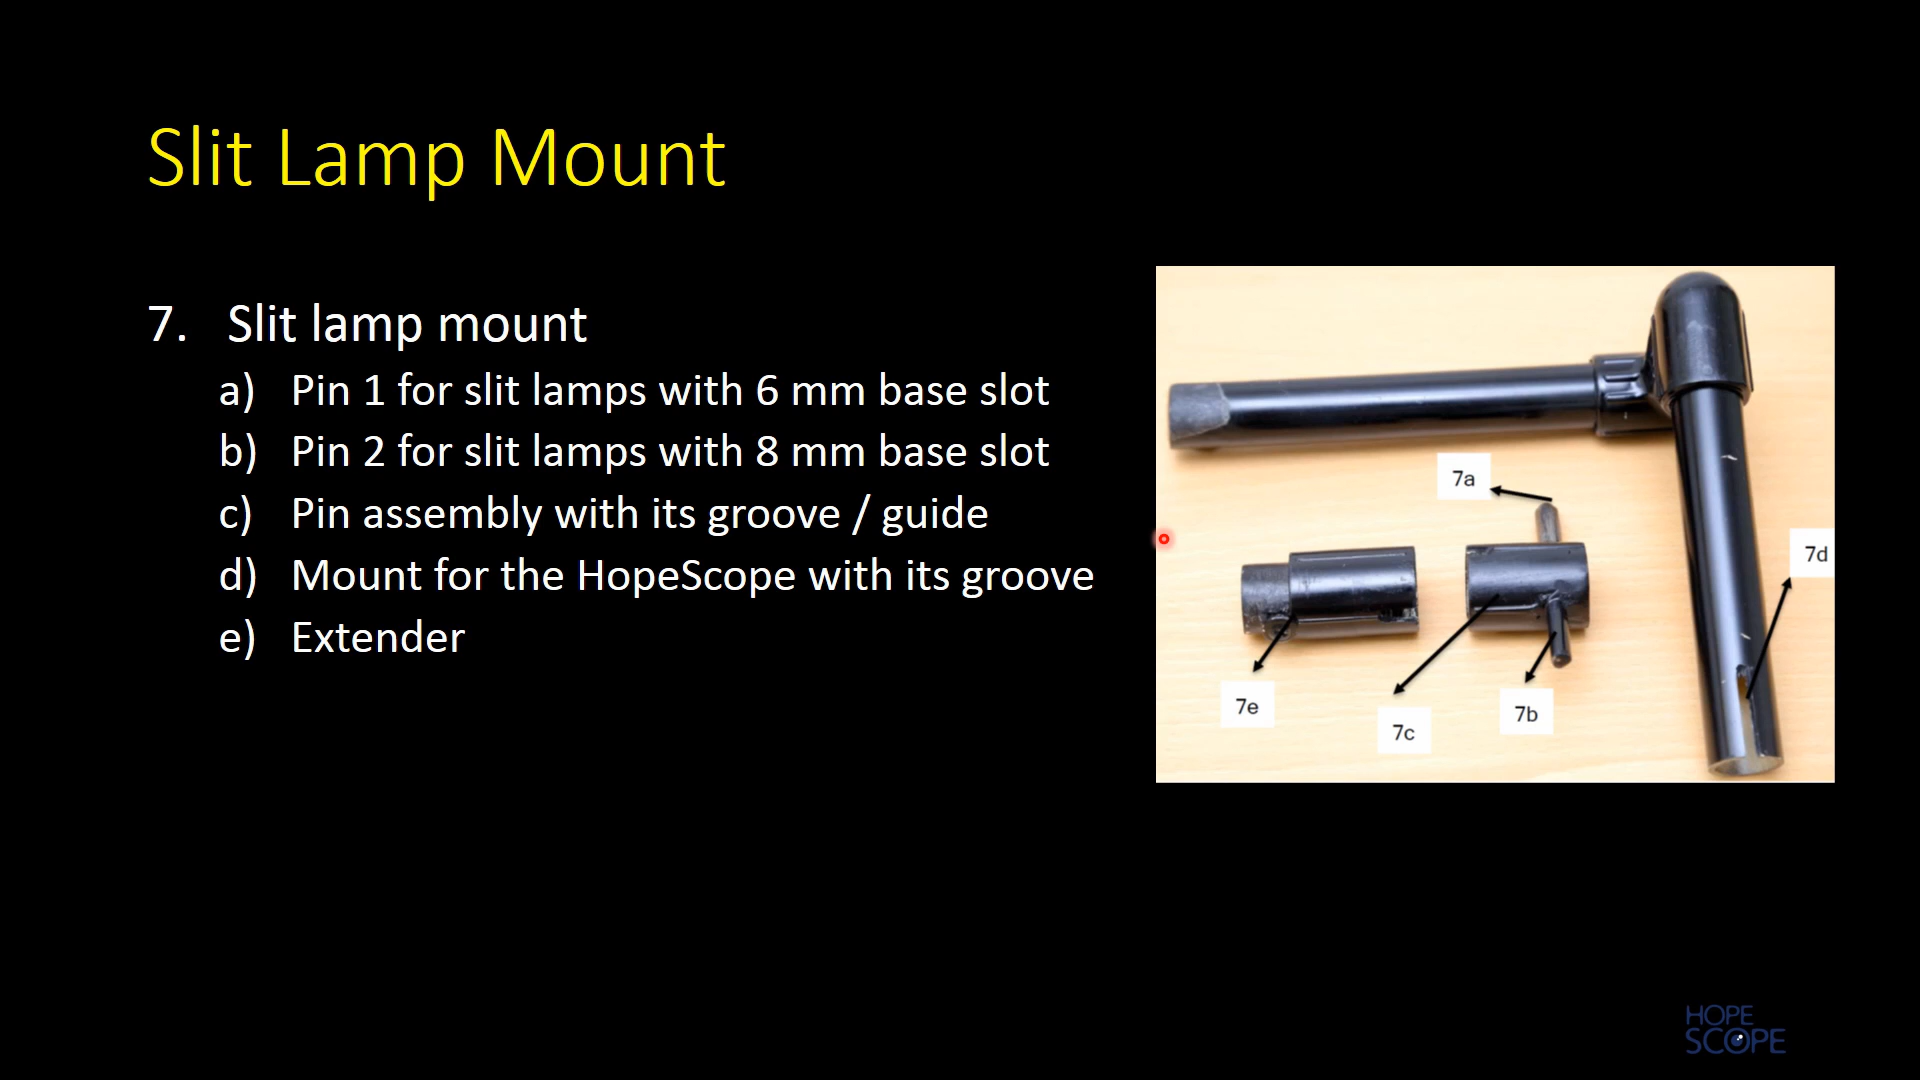 Slit Lamp Mount
7. Slit lamp mount
a) Pin 1 for slit lamps with 6 mm base slot
b) Pin 2 for slit lamps with 8 mm base slot
c) Pin assembly with its groove / guide
d) Mount for the HopeScope with its groove
e) Extender
7a
7d
7e
7b
7c
HOPE
SCOPE